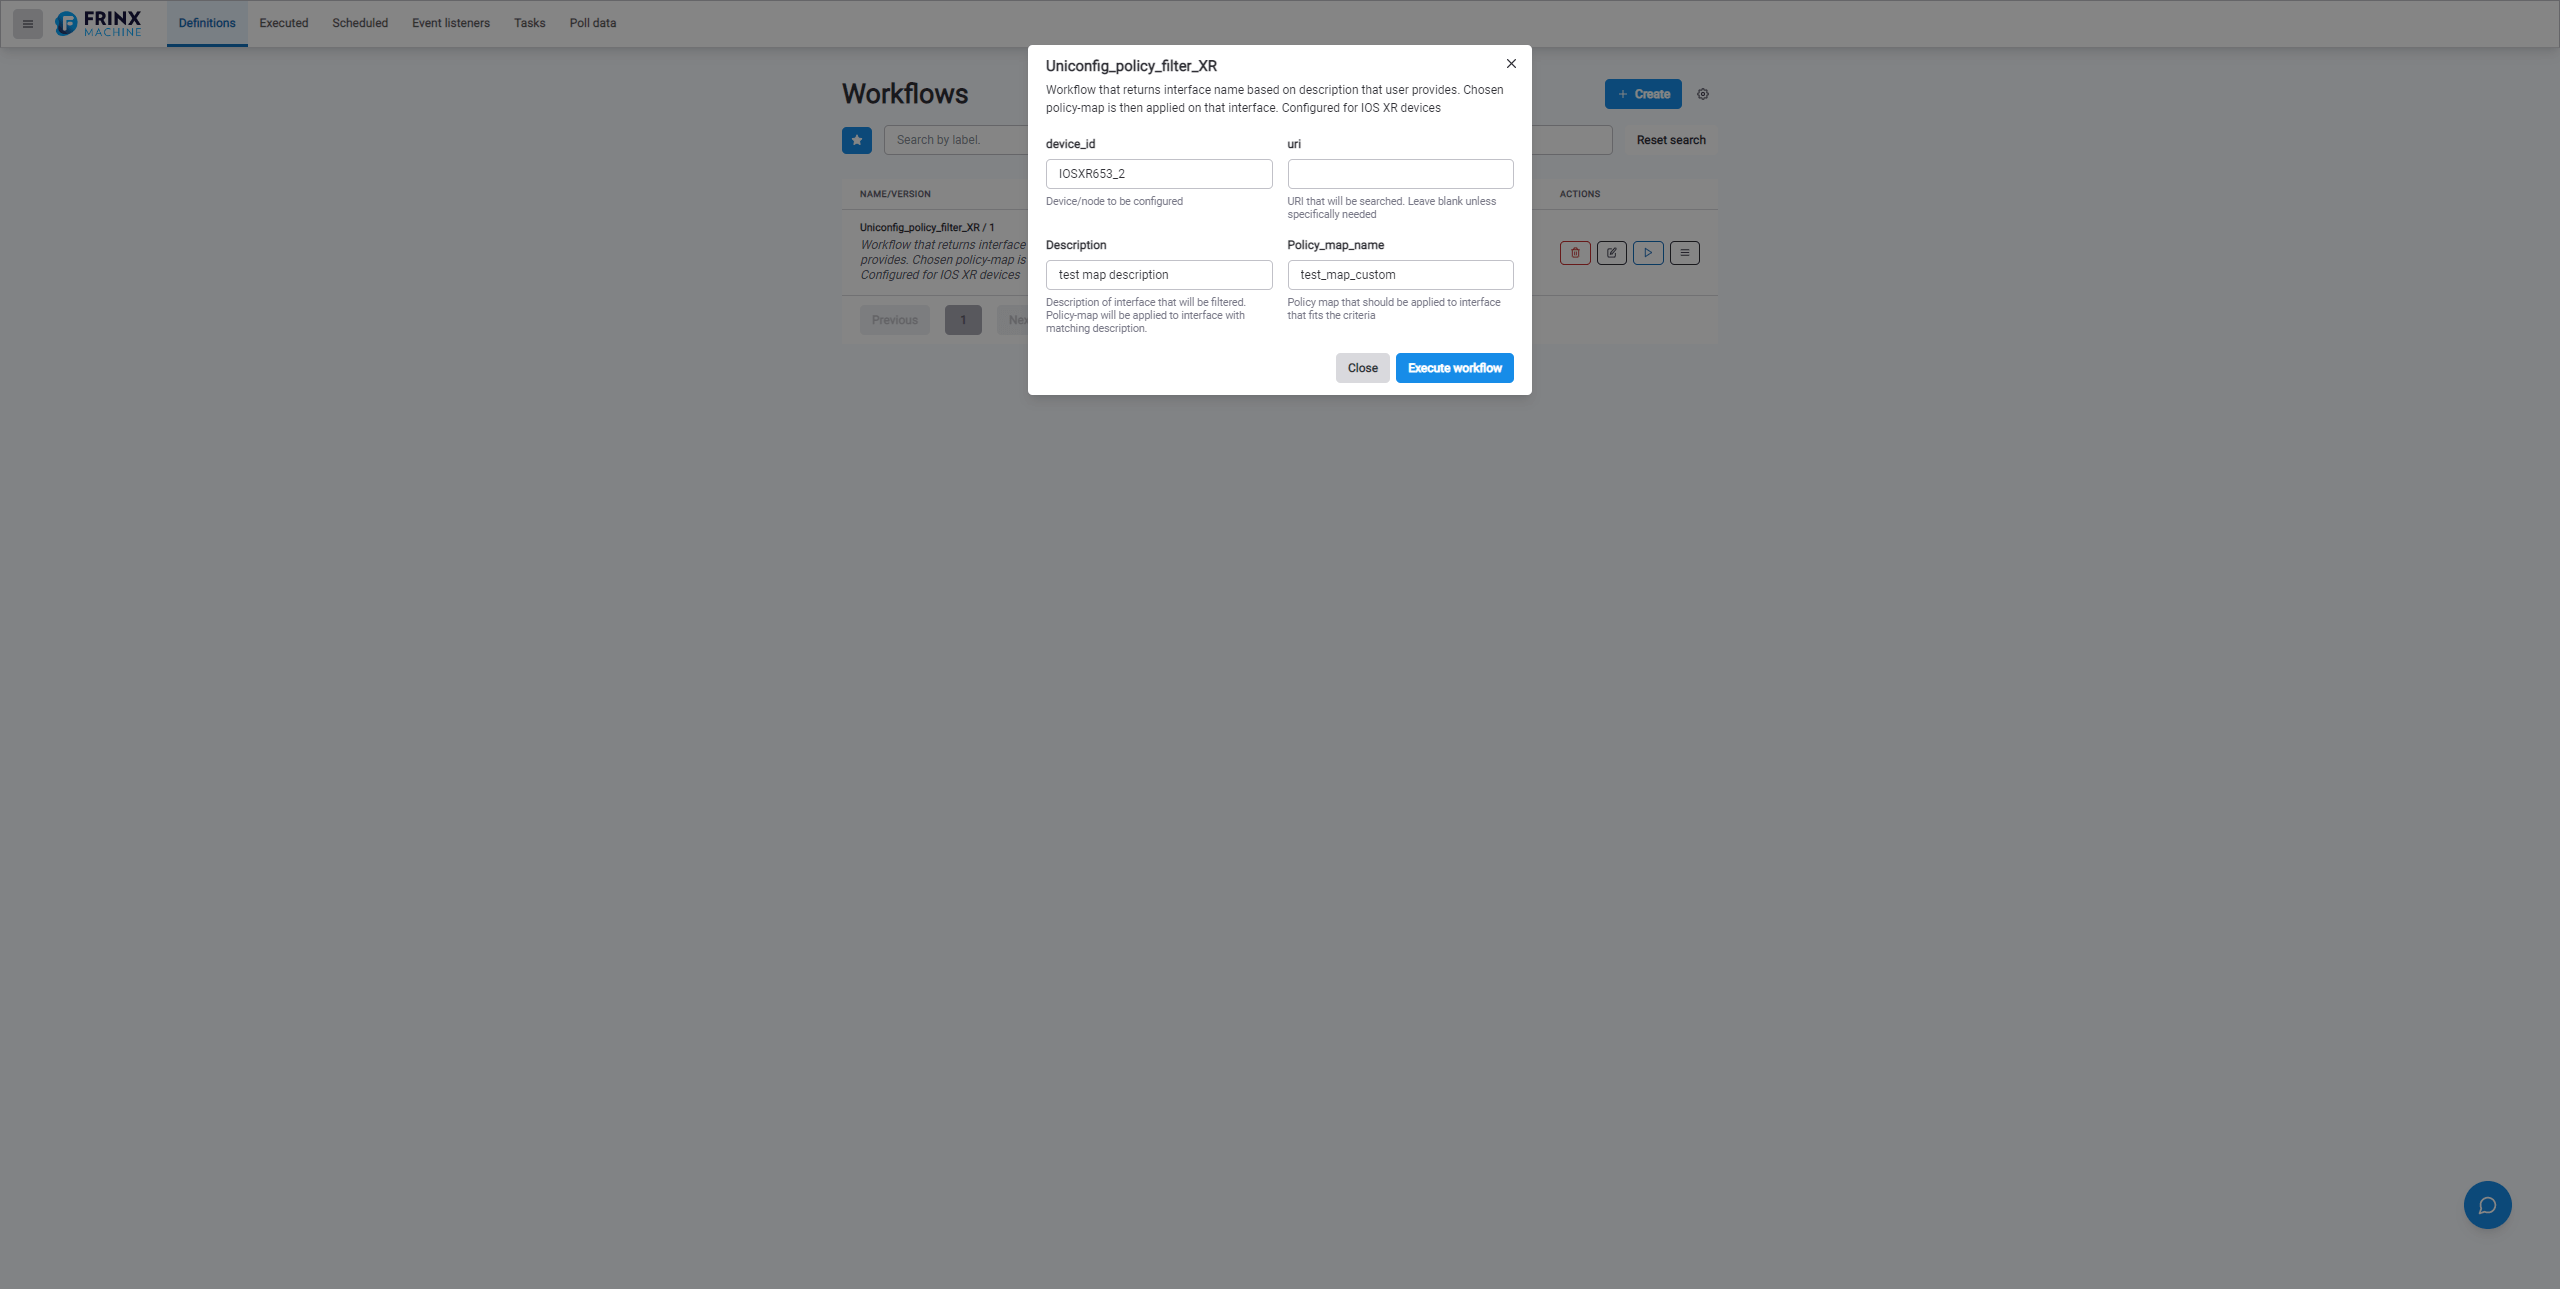 FRINX
MACHINE
Definitions
Executed
Scheduled
Event listeners
Tasks
Poll data
Workflows
+ Create
Search by label.
Reset search
NAME/VERSION
ACTIONS
Uniconfig_policy_filter_XR / 1
Workflow that returns interface
provides. Chosen policy-map is
Configured for IOS XR devices
Previous
1
Nex
Uniconfig_policy_filter_XR
Workflow that returns interface name based on description that user provides. Chosen
policy-map is then applied on that interface. Configured for IOS XR devices
device_id
uri
IOSXR653_2
Device/node to be configured
URI that will be searched. Leave blank unless
specifically needed
Description
Policy_map_name
test map description
test_map_custom
Description of interface that will be filtered.
Policy-map will be applied to interface with
matching description.
Policy map that should be applied to interface
that fits the criteria
Close
Execute workflow